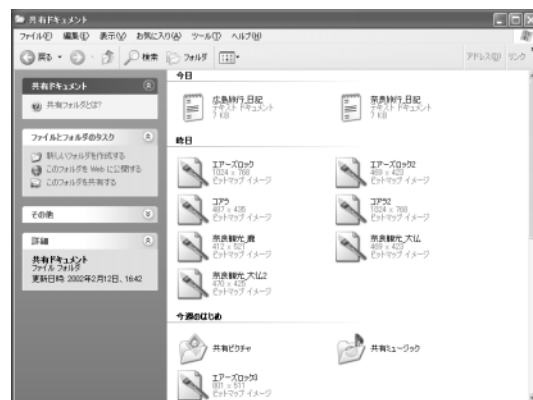 共有ドキュメント
ファイル(F) 編集(E) 表示(V) お気に入り(A) ツール(T) ヘルプ(H)
戻る 検索 フォルダ アドレス(D) リンク
共有ドキュメント
共有フォルダとは?
ファイルとフォルダのタスク
新しいフォルダを作成する
このフォルダを Web に公開する
このフォルダを共有する
その他
詳細
共有ドキュメント
ファイル フォルダ
更新日時: 2002年2月12日、16:42
今日
広島旅行_日記
テキスト ドキュメント
7 KB
奈良旅行_日記
テキスト ドキュメント
7 KB
昨日
エアーズロック
1024 x 768
ビットマップ イメージ
エアーズロック2
469 x 423
ビットマップ イメージ
コアラ
487 x 435
ビットマップ イメージ
コアラ2
1024 x 768
ビットマップ イメージ
奈良観光_鹿
412 x 521
ビットマップ イメージ
奈良観光_大仏
469 x 423
ビットマップ イメージ
奈良観光_大仏2
470 x 425
ビットマップ イメージ
今週のはじめ
共有ピクチャ
共有ミュージック
エアーズロック3
801 x 511
ビットマップ イメージ